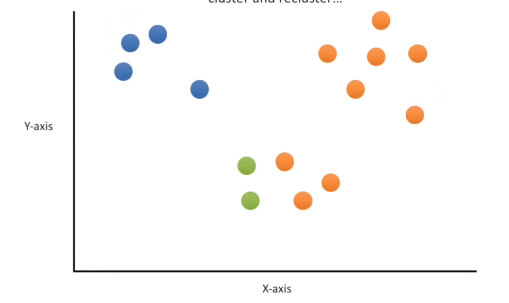 cluster and recluster...
Y-axis
X-axis